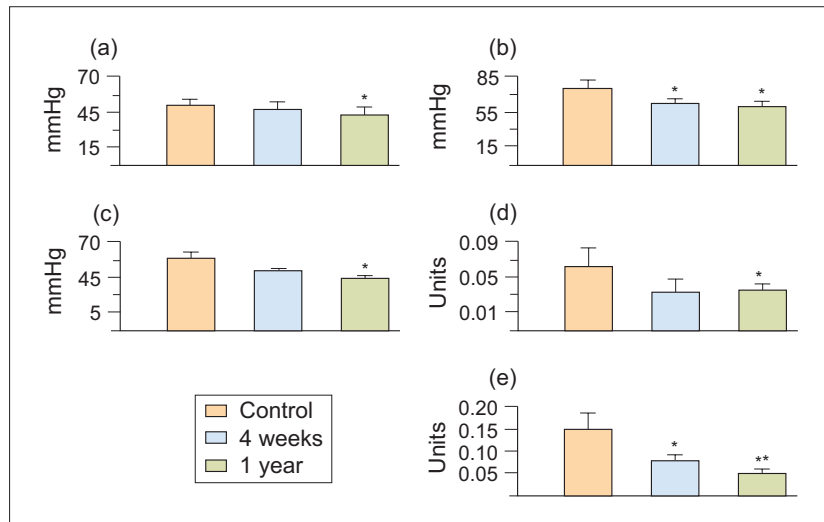 (a)
mmHg
70
45
15
*
(b)
mmHg
85
55
15
*
*
(c)
mmHg
70
45
5
*
(d)
Units
0.09
0.05
0.01
*
Control
4 weeks
1 year
(e)
Units
0.20
0.15
0.10
0.05
*
**